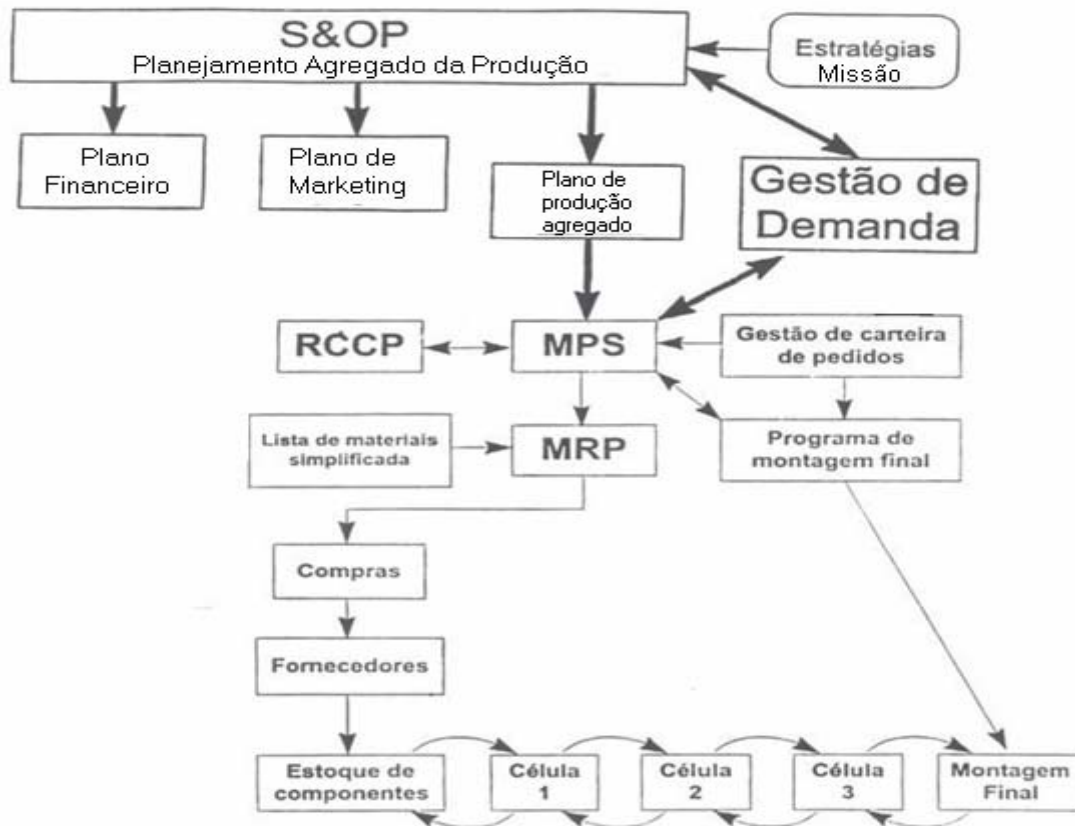 S&OP
Planejamento Agregado da Produção
Estratégias
Missão
Plano
Financeiro
Plano de
Marketing
Plano de
produção
agregado
Gestão de
Demanda
RCCP
MPS
Gestão de carteira
de pedidos
Lista de materiais
simplificada
MRP
Programa de
montagem final
Compras
Fornecedores
Estoque de
componentes
Célula
1
Célula
2
Célula
3
Montagem
Final